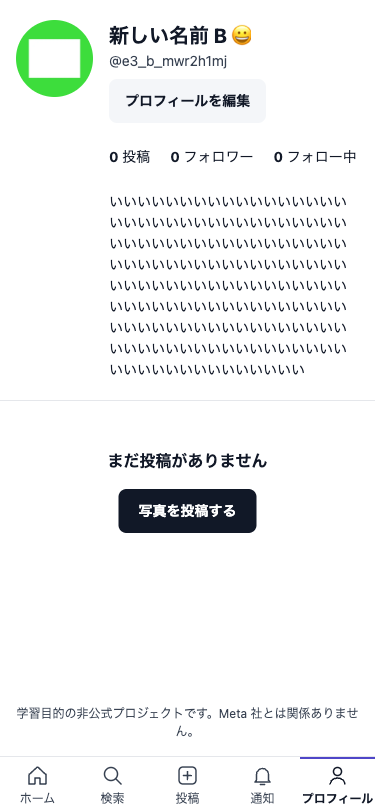 新しい名前 B 😀
@e3_b_mwr2h1mj
プロフィールを編集
0 投稿 0 フォロワー 0 フォロー中
いいいいいいいいいいいいいいいいい
いいいいいいいいいいいいいいいいい
いいいいいいいいいいいいいいいいい
いいいいいいいいいいいいいいいいい
いいいいいいいいいいいいいいいいい
いいいいいいいいいいいいいいいいい
いいいいいいいいいいいいいいいいい
いいいいいいいいいいいいいいいいい
いいいいいいいいいいいいいい
まだ投稿がありません
写真を投稿する
学習目的の非公式プロジェクトです。Meta 社とは関係ありませ
ん。
ホーム 検索 投稿 通知 プロフィール